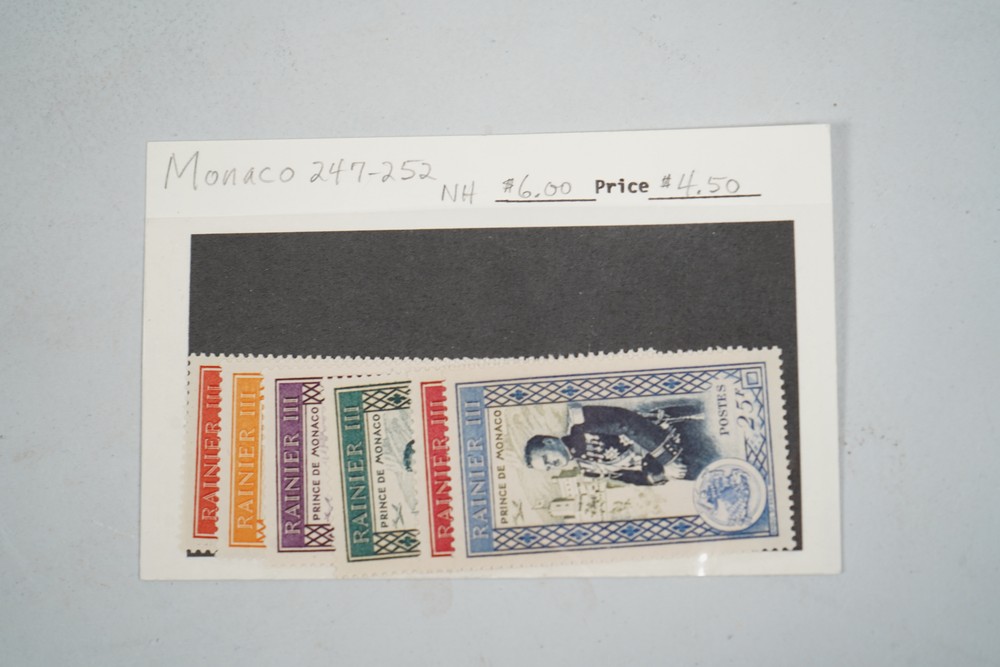 Monaco 247-252 NH $6.00 Price $4.50
RAINIER III
RAINIER III
RAINIER III
PRINCE DE MONACO
RAINIER III
PRINCE DE MONACO
RAINIER III
RAINIER III
PRINCE DE MONACO
POSTES
25F